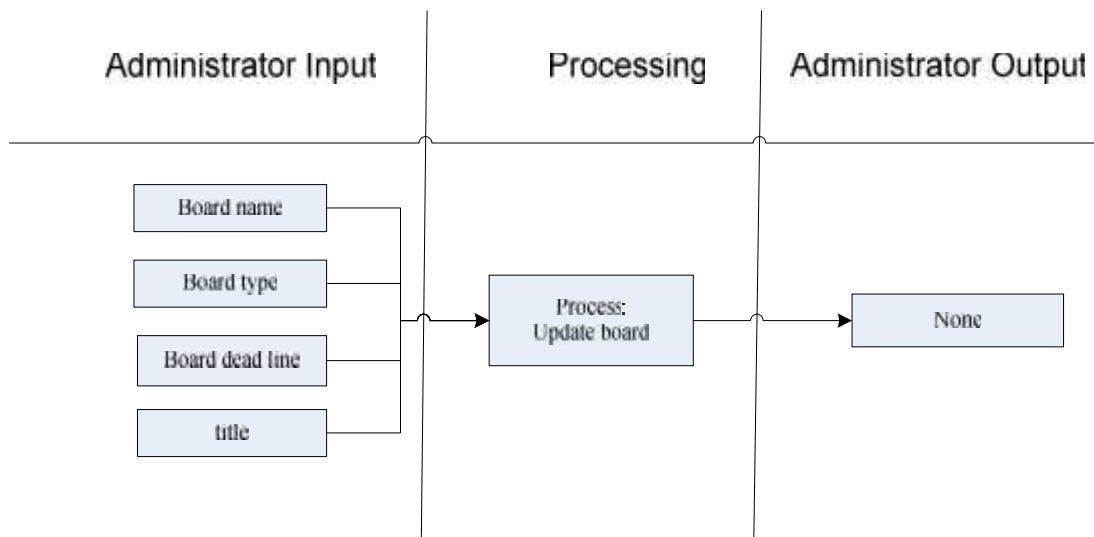 Administrator Input
Processing
Administrator Output
Board name
Board type
Board dead line
title
Process:
Update board
None